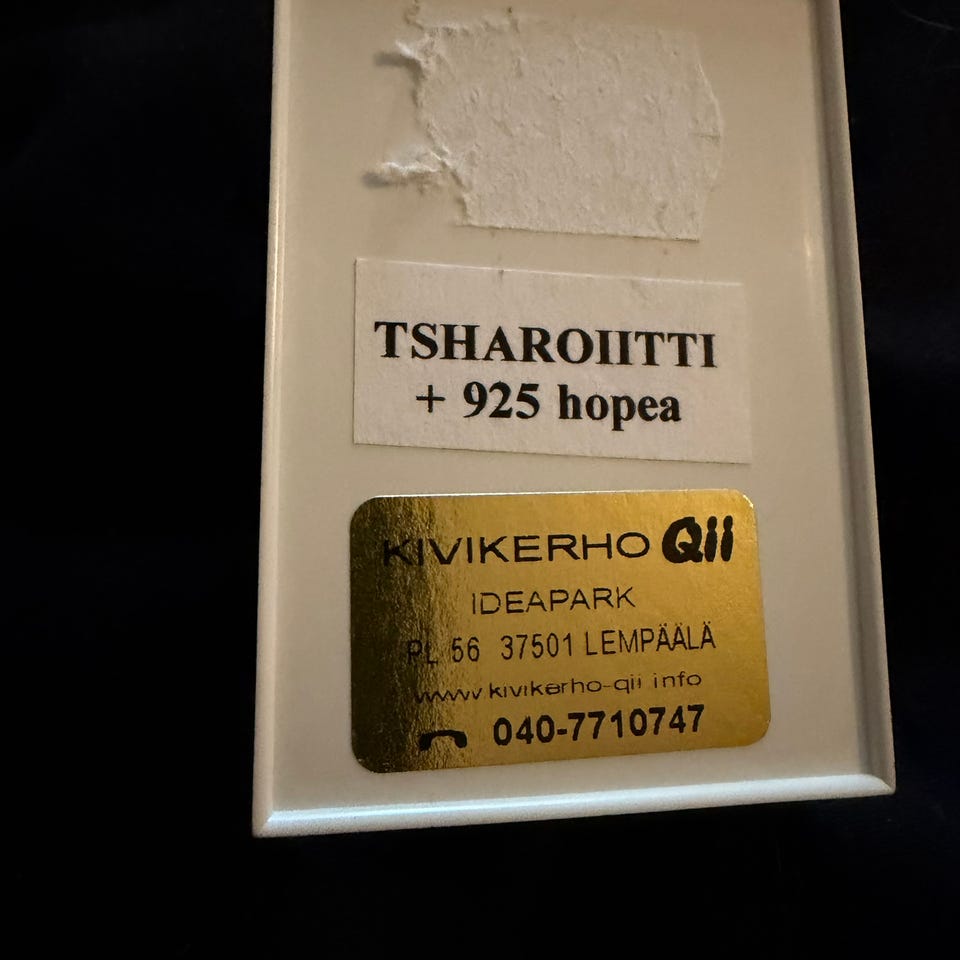 TSHAROIITTI
+ 925 hopea
KIVIKERHO Qii
IDEAPARK
PL 56 37501 LEMPÄÄLÄ
www.kivikerho-qii.info
040-7710747